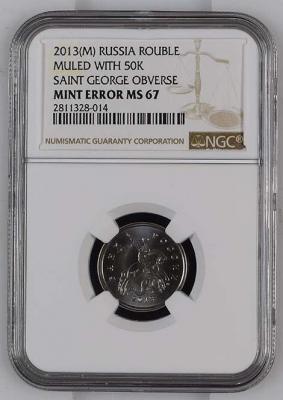 2013(M) RUSSIA ROUBLE
MULED WITH 50K
SAINT GEORGE OBVERSE
MINT ERROR MS 67
2811328-014
NUMISMATIC GUARANTY CORPORATION
NGC